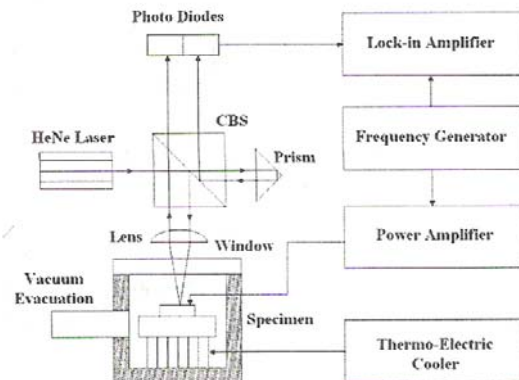 Photo Diodes
Lock-in Amplifier
CBS
HeNe Laser
Frequency Generator
Prism
Lens
Window
Power Amplifier
Vacuum
Evacuation
Specimen
Thermo-Electric
Cooler